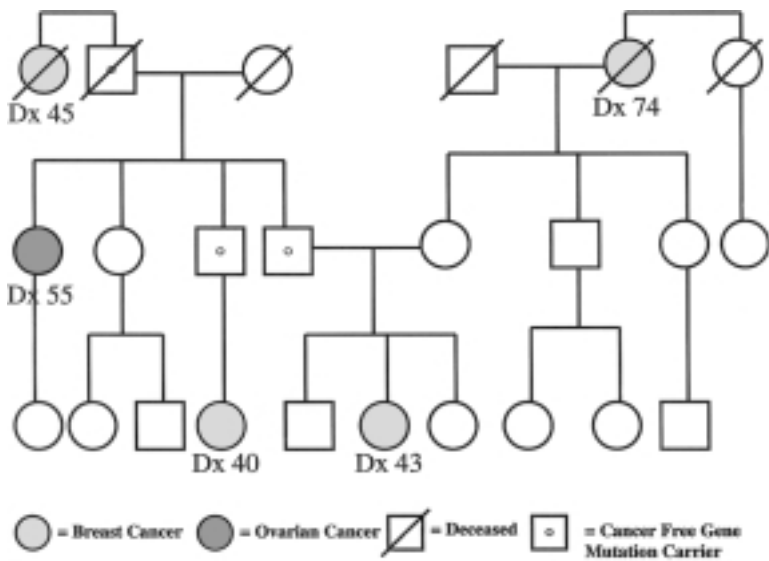 Dx 45
Dx 74
Dx 55
Dx 40
Dx 43
= Breast Cancer
= Ovarian Cancer
= Deceased
= Cancer Free Gene
Mutation Carrier